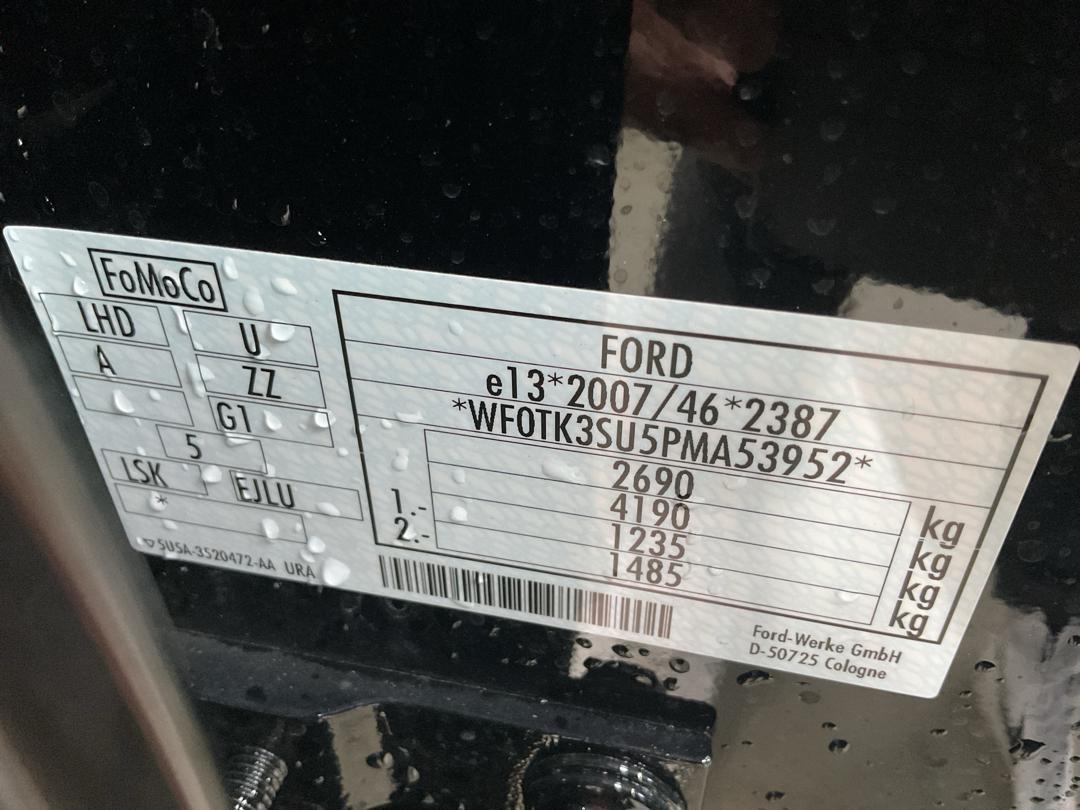 FoMoCo
LHD U
A ZZ
G1
5
LSK EJLU
*
5US5A-3520472-AA URA
FORD
e13*2007/46*2387
*WF0TK3SU5PMA53952*
2690 kg
4190 kg
1.- 1235 kg
2.- 1485 kg
Ford-Werke GmbH
D-50725 Cologne